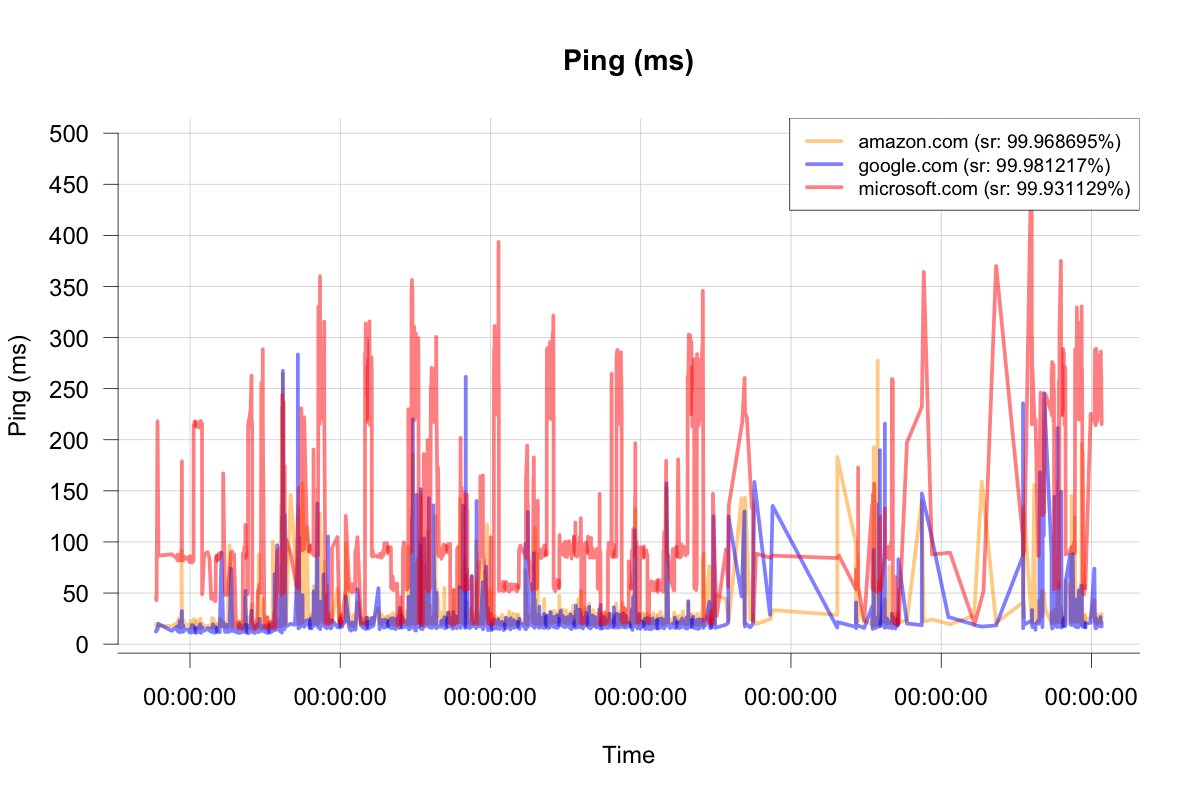 Ping (ms)
amazon.com (sr: 99.968695%)
google.com (sr: 99.981217%)
microsoft.com (sr: 99.931129%)
500
450
400
350
300
250
200
150
100
50
0
Ping (ms)
00:00:00 00:00:00 00:00:00 00:00:00 00:00:00 00:00:00 00:00:00
Time